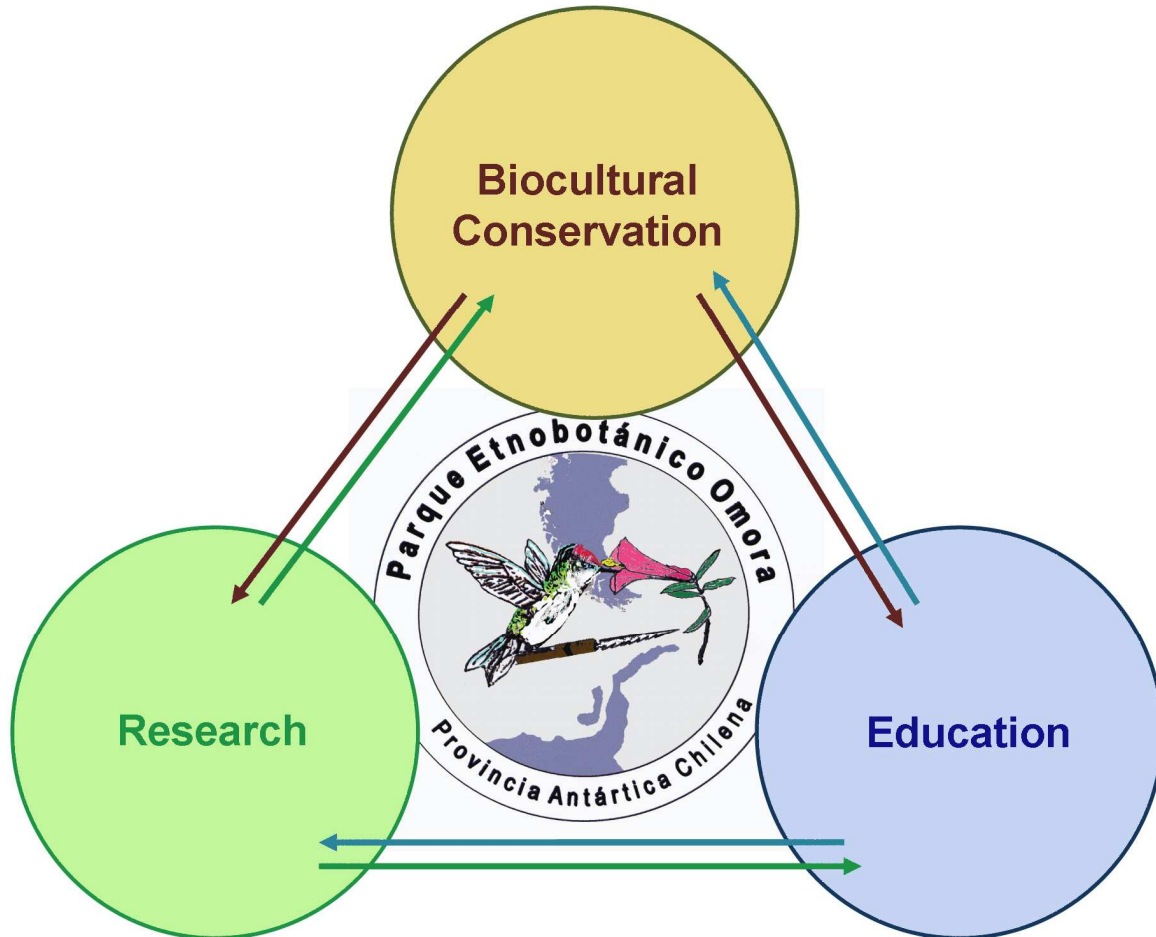 Biocultural
Conservation
Parque Etnobotánico Omora
Research
Education
Provincia Antártica Chilena